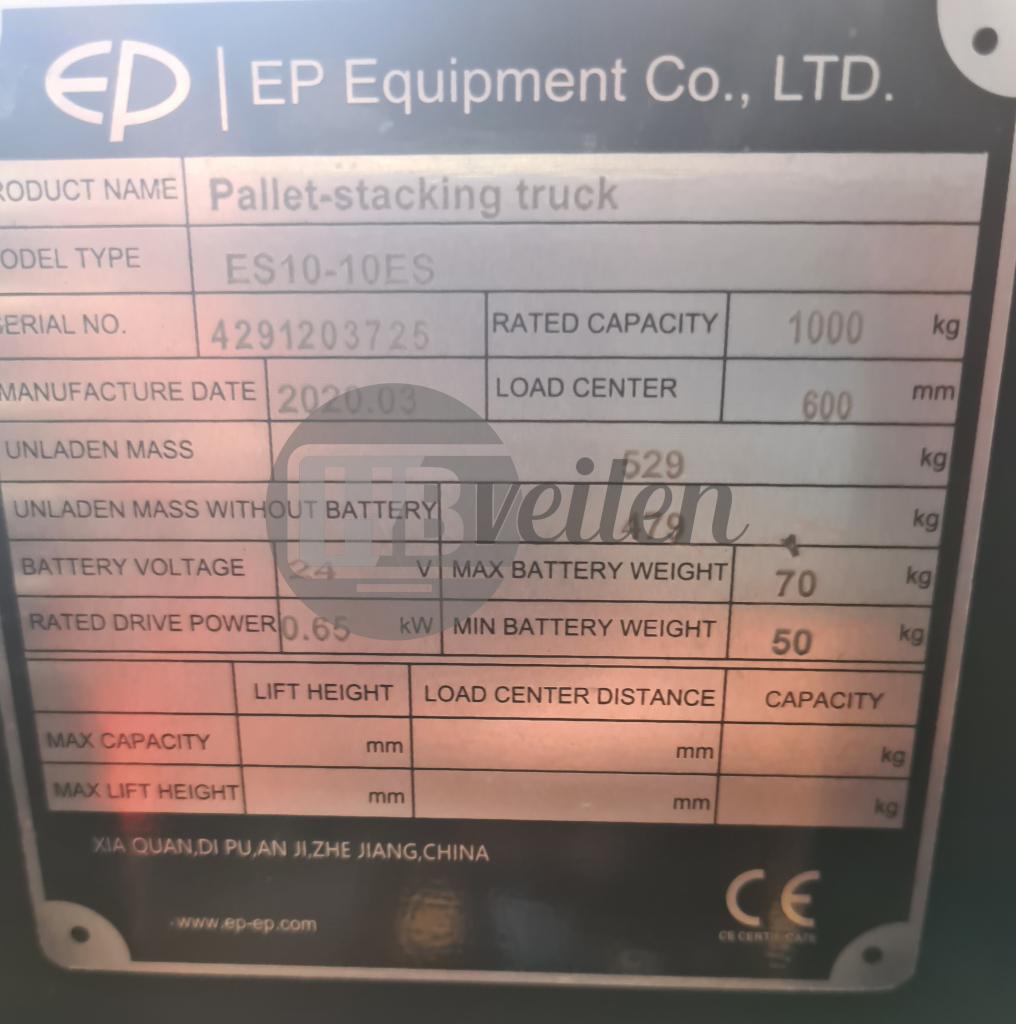 EP | EP Equipment Co., LTD.
RODUCT NAME Pallet-stacking truck
ODEL TYPE ES10-10ES
SERIAL NO. 4291203725 RATED CAPACITY 1000 kg
MANUFACTURE DATE 2020.03 LOAD CENTER 600 mm
UNLADEN MASS 529 kg
UNLADEN MASS WITHOUT BATTERY 479 kg
HB veilen
BATTERY VOLTAGE 24 V MAX BATTERY WEIGHT 70 kg
RATED DRIVE POWER 0.65 kW MIN BATTERY WEIGHT 50 kg
LIFT HEIGHT LOAD CENTER DISTANCE CAPACITY
MAX CAPACITY mm mm kg
MAX LIFT HEIGHT mm mm kg
XIA QUAN,DI PU,AN JI,ZHE JIANG,CHINA
www.ep-ep.com
CE
CE CERTIFICATE